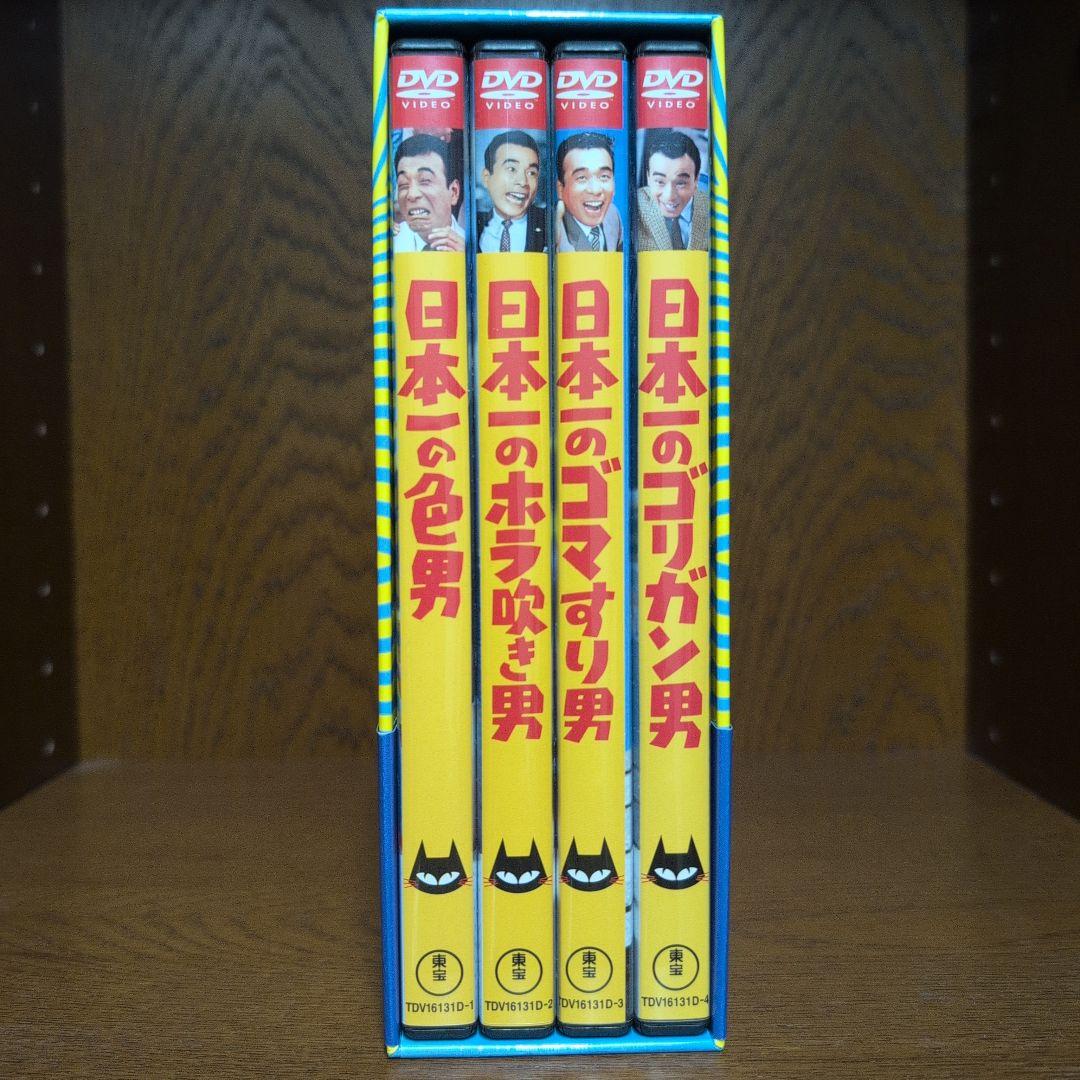 DVD
VIDEO
日本一の色男
東宝
TDV16131D-1
DVD
VIDEO
日本一のホラ吹き男
東宝
TDV16131D-2
DVD
VIDEO
日本一のゴマすり男
東宝
TDV16131D-3
DVD
VIDEO
日本一のゴリガン男
東宝
TDV16131D-4